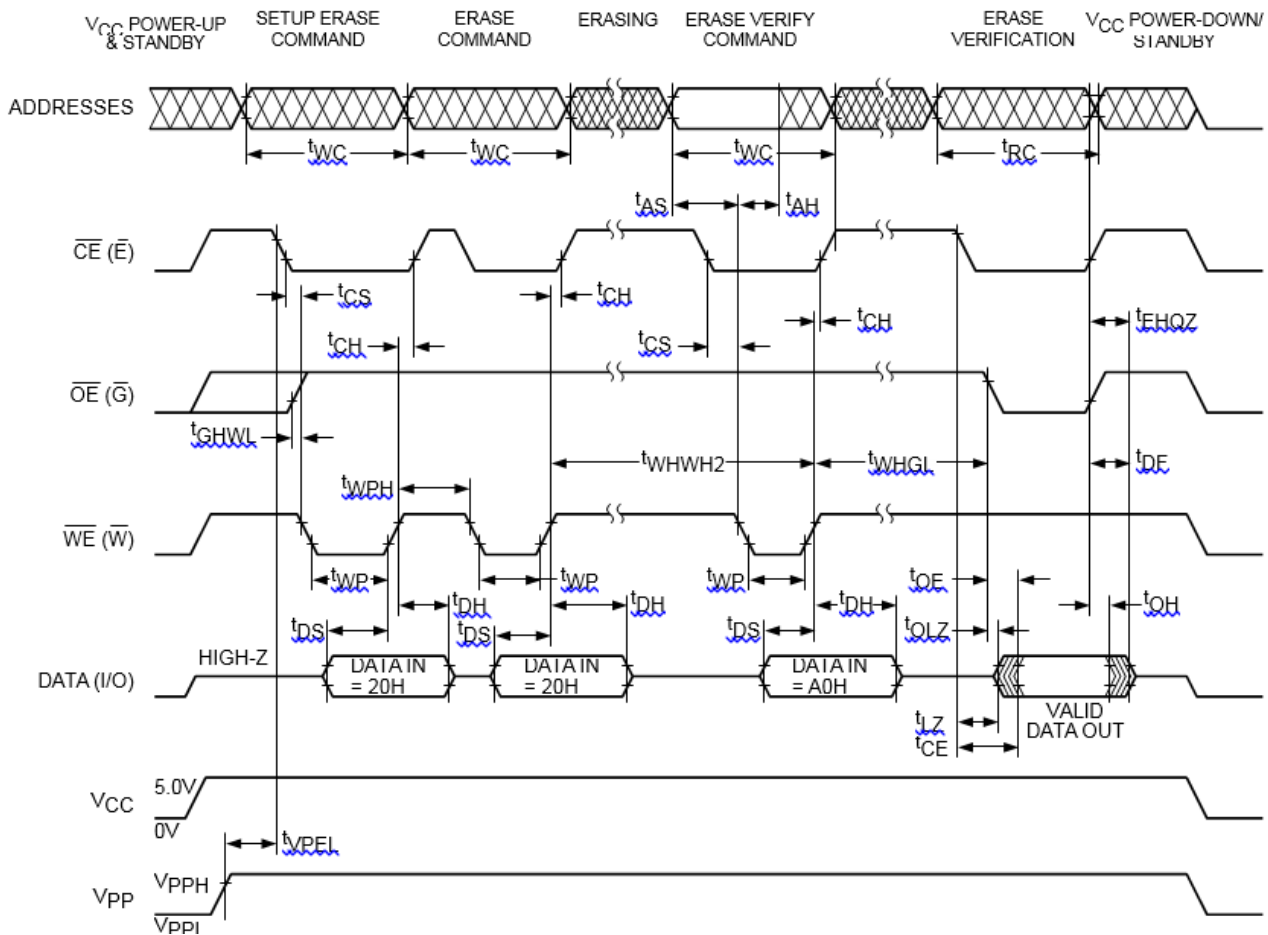 VCC POWER-UP
& STANDBY
SETUP ERASE
COMMAND
ERASE
COMMAND
ERASING
ERASE VERIFY
COMMAND
ERASE
VERIFICATION
VCC POWER-DOWN/
STANDBY
ADDRESSES
tWC
tWC
tWC
tRC
tAS
tAH
CE (E)
tCS
tCH
tCH
tCS
tCH
tEHQZ
OE (G)
tGHWL
tWPH
tWHWH2
tWHGL
tDF
WE (W)
tWP
tWP
tWP
tOE
tDH
tDH
tDH
tOH
tDS
tDS
tDS
tOLZ
HIGH-Z
DATA (I/O)
DATA IN
= 20H
DATA IN
= 20H
DATA IN
= A0H
VALID
DATA OUT
tLZ
tCE
5.0V
VCC
0V
tVPEL
VPPH
VPP
VPPL